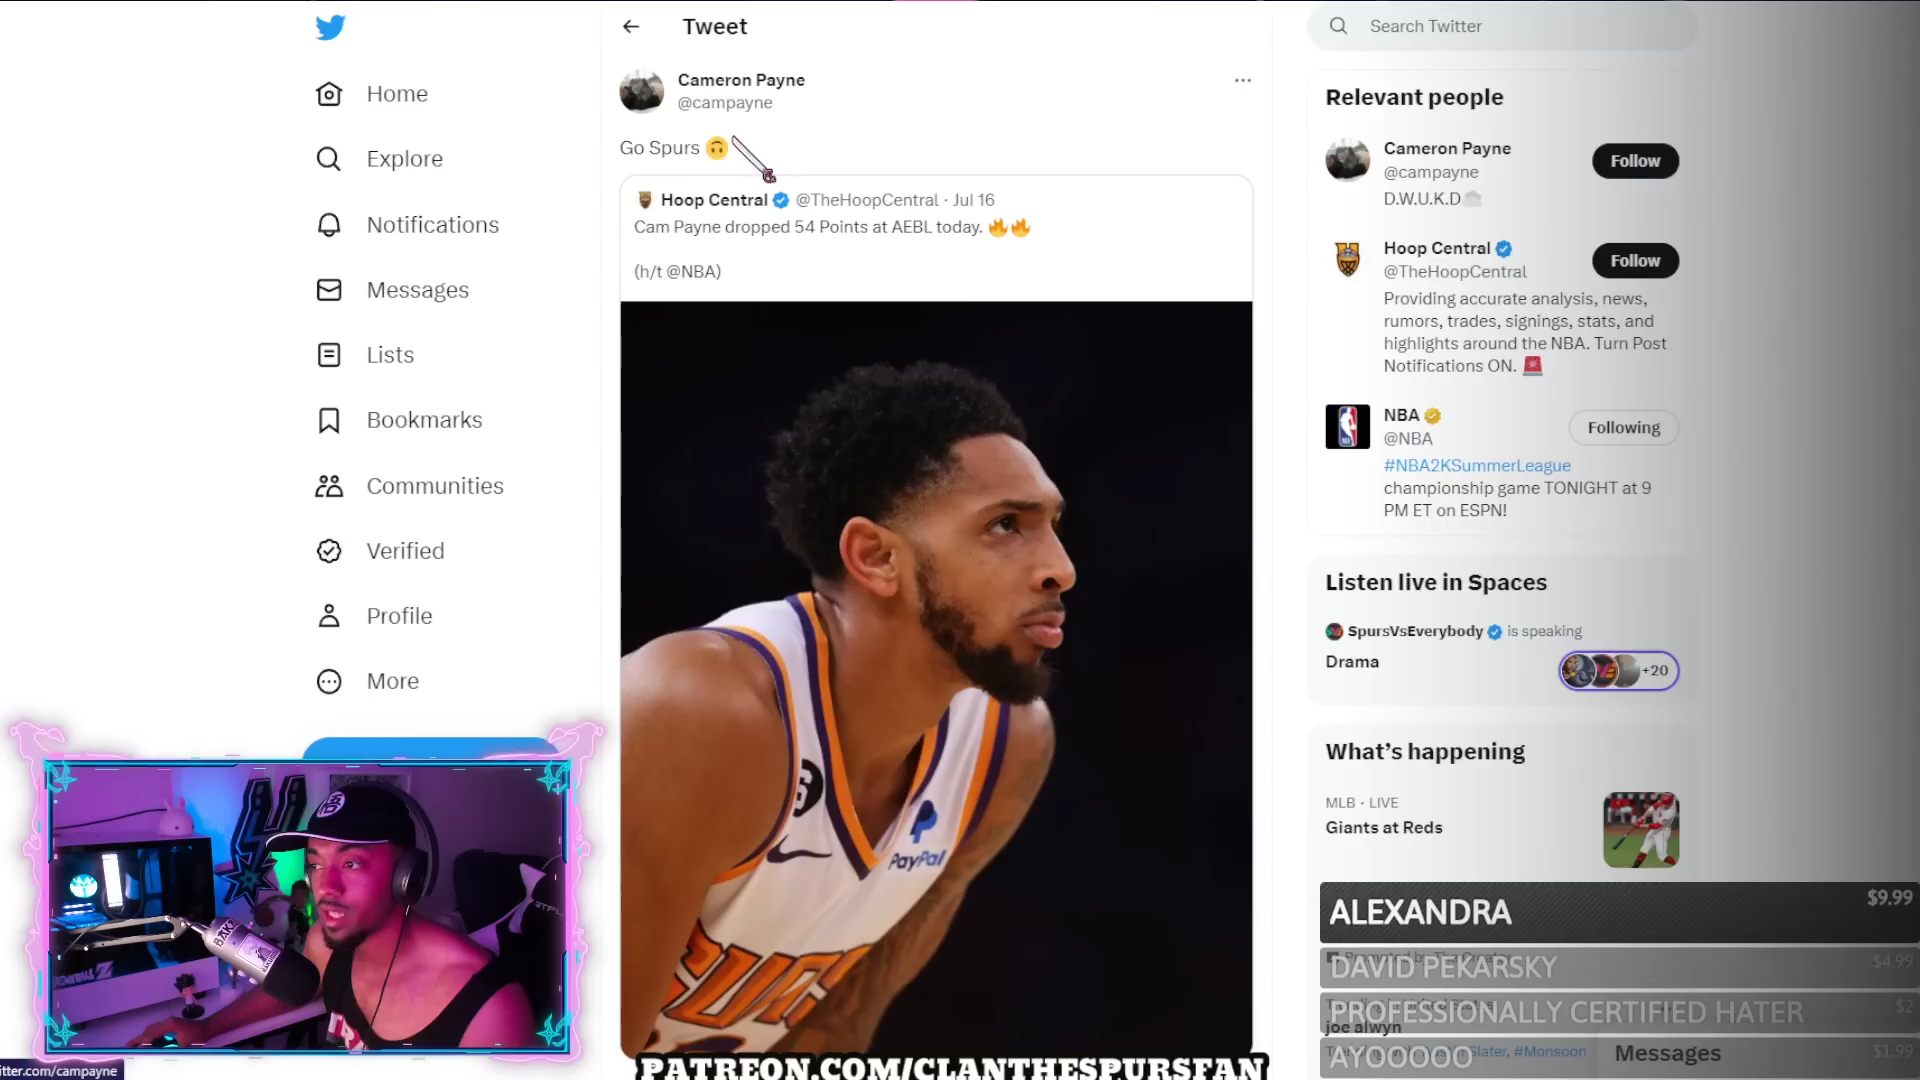 Home
Explore
Notifications
Messages
Lists
Bookmarks
Communities
Verified
Profile
More
Tweet
Cameron Payne
@campayne
Go Spurs 🙃
Hoop Central @TheHoopCentral · Jul 16
Cam Payne dropped 54 Points at AEBL today. 🔥🔥
(h/t @NBA)
PayPal
PATREON.COM/CLANTHESPURSFAN
Search Twitter
Relevant people
Cameron Payne
@campayne
Follow
D.W.U.K.D
Hoop Central
@TheHoopCentral
Follow
Providing accurate analysis, news,
rumors, trades, signings, stats, and
highlights around the NBA. Turn Post
Notifications ON. 🚨
NBA
@NBA
Following
#NBA2KSummerLeague
championship game TONIGHT at 9
PM ET on ESPN!
Listen live in Spaces
SpursVsEverybody is speaking
Drama
+20
What's happening
MLB · LIVE
Giants at Reds
ALEXANDRA $9.99
DAVID PEKARSKY $4.99
PROFESSIONALLY CERTIFIED HATER $2
joe alwyn
AYOOOOO $1.99
#Monsoon
Messages
itter.com/campayne